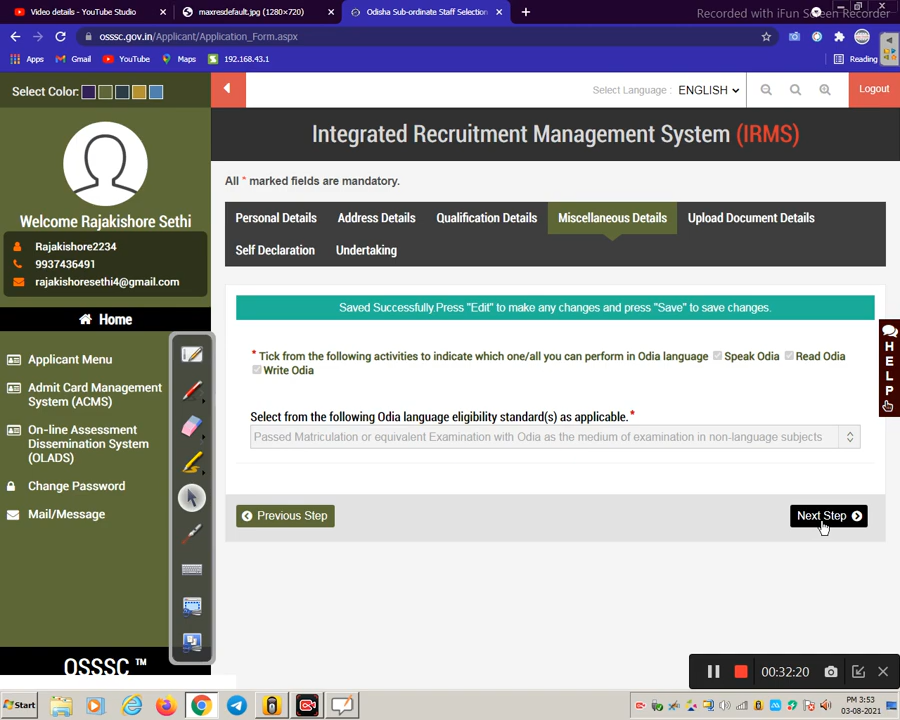 Video details - YouTube Studio
maxresdefault.jpg (1280×720)
Odisha Sub-ordinate Staff Selection
Recorded with iFun Screen Recorder
osssc.gov.in/Applicant/Application_Form.aspx
Apps Gmail YouTube Maps 192.168.43.1 Reading
Select Color:
Select Language : ENGLISH
Logout
Integrated Recruitment Management System (IRMS)
All * marked fields are mandatory.
Welcome Rajakishore Sethi
Rajakishore2234
9937436491
rajakishoresethi4@gmail.com
Home
Applicant Menu
Admit Card Management
System (ACMS)
On-line Assessment
Dissemination System
(OLADS)
Change Password
Mail/Message
OSSSC ™
Personal Details Address Details Qualification Details Miscellaneous Details Upload Document Details
Self Declaration Undertaking
Saved Successfully.Press "Edit" to make any changes and press "Save" to save changes.
* Tick from the following activities to indicate which one/all you can perform in Odia language Speak Odia Read Odia
Write Odia
Select from the following Odia language eligibility standard(s) as applicable. *
Passed Matriculation or equivalent Examination with Odia as the medium of examination in non-language subjects
Previous Step
Next Step
HELP
00:32:20
Start
PM 3:53
03-08-2021